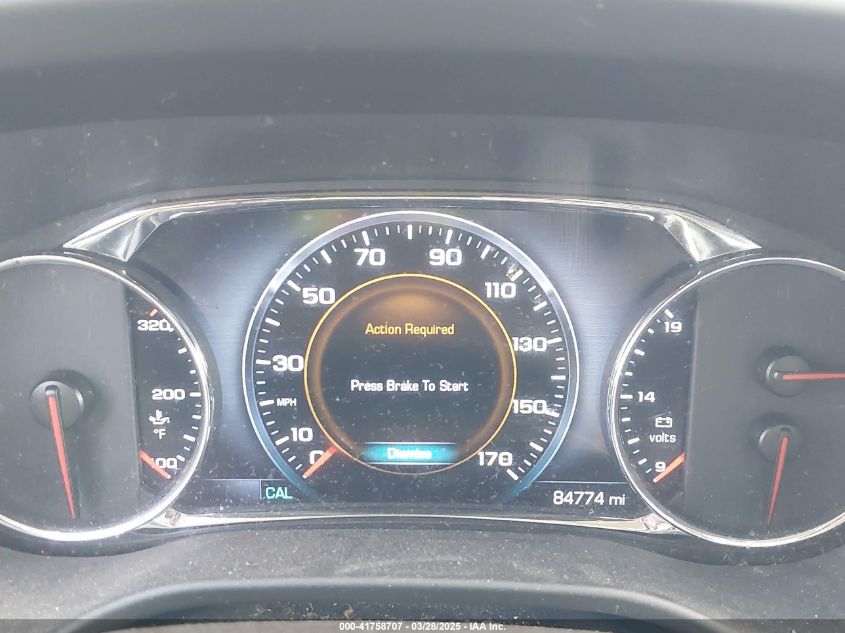 70 90
50 110
320 19
30 130
Action Required
Press Brake To Start
200 14
MPH
150
°F
volts
10
0 170
100 9
Dismiss
CAL
84774 mi
000-41758707 - 03/28/2025 - IAA Inc.